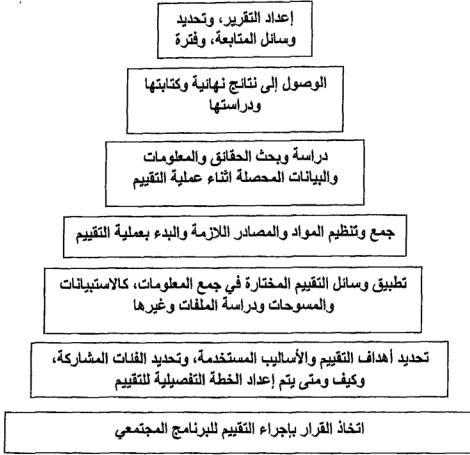 إعداد التقرير، وتحديد
وسائل المتابعة، وفترة
الوصول إلى نتائج نهائية وكتابتها
ودراستها
دراسة وبحث الحقائق والمعلومات
والبيانات المحصلة اثناء عملية التقييم
جمع وتنظيم المواد والمصادر اللازمة والبدء بعملية التقييم
تطبيق وسائل التقييم المختارة في جمع المعلومات، كالاستبيانات
والمسوحات ودراسة الملفات وغيرها
تحديد أهداف التقييم والأساليب المستخدمة، وتحديد الفئات المشاركة،
وكيف ومتى يتم إعداد الخطة التفصيلية للتقييم
اتخاذ القرار بإجراء التقييم للبرنامج المجتمعي